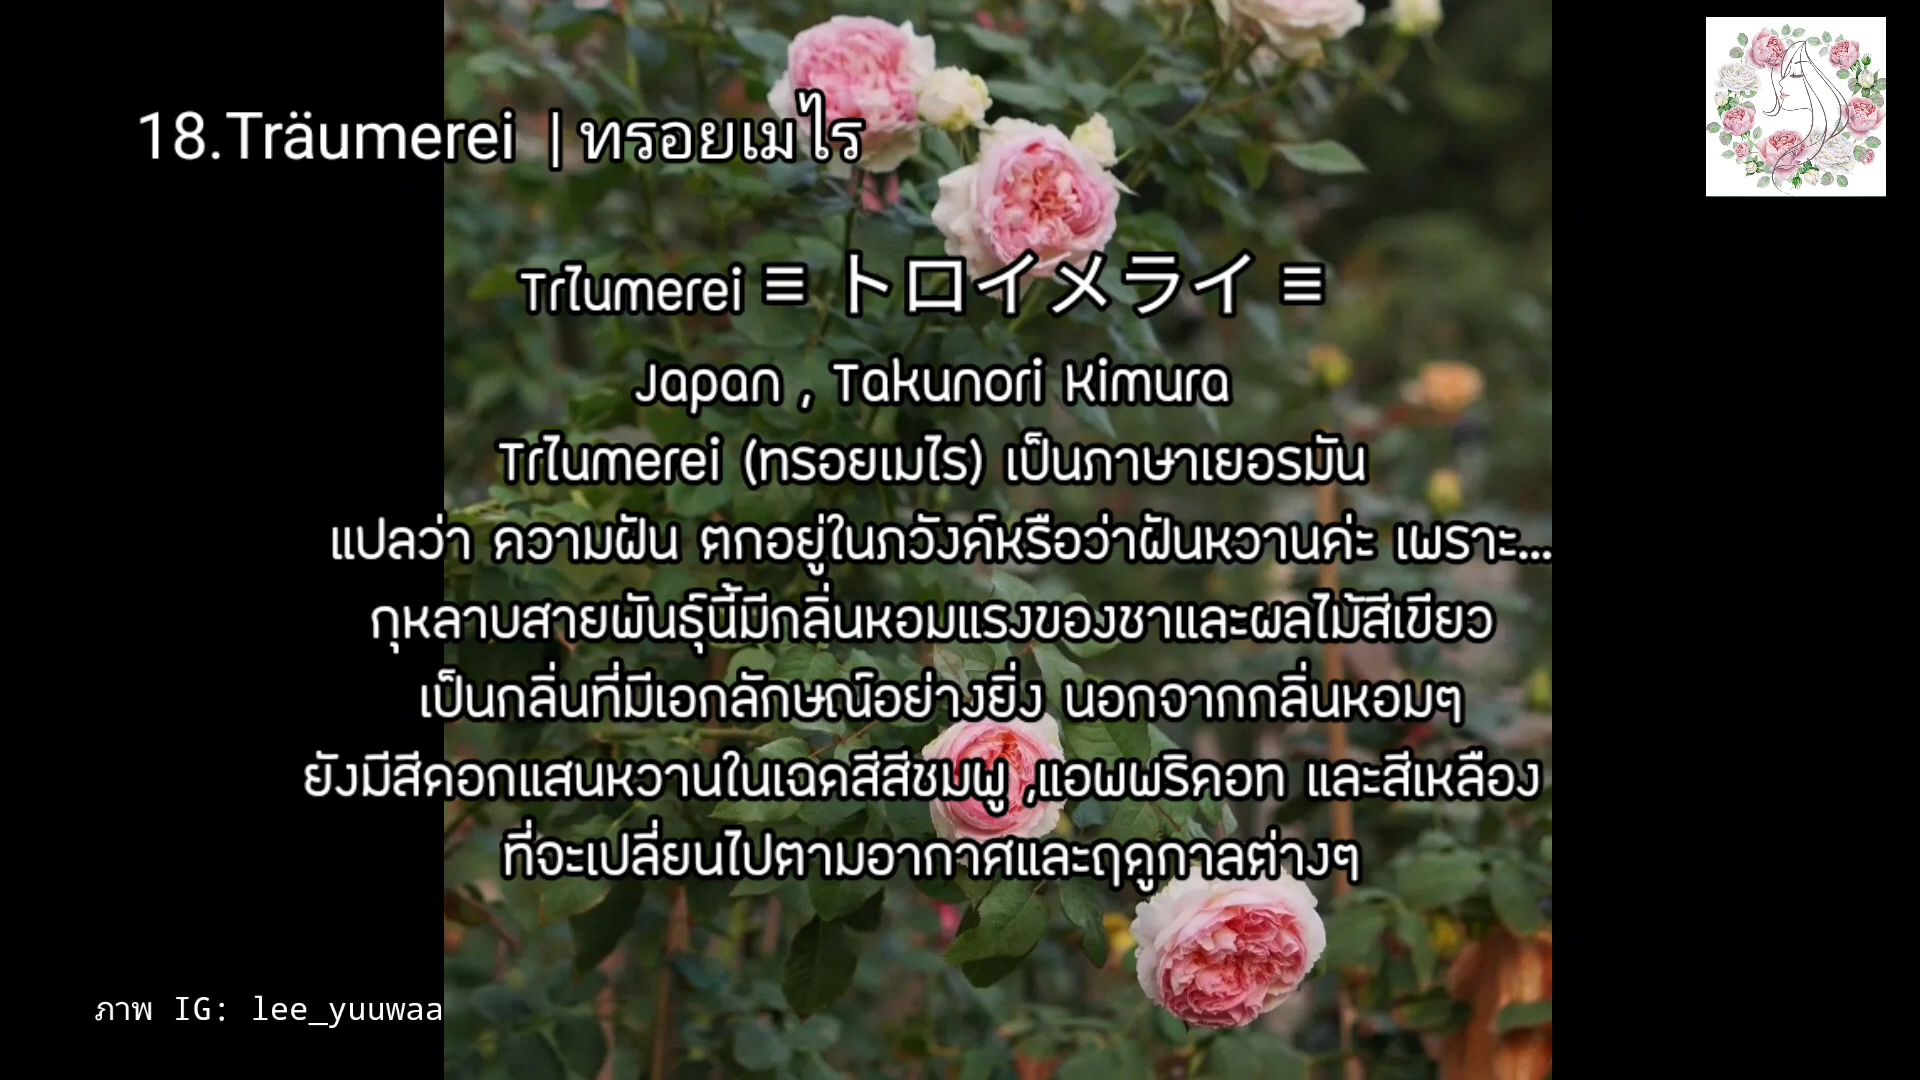 18.Träumerei | ทรอยเมไร
Trไumerei ≡ トロイメライ ≡
Japan , Takunori Kimura
Trไumerei (ทรอยเมไร) เป็นภาษาเยอรมัน
แปลว่า ความฝัน ตกอยู่ในภวังค์หรือว่าฝันหวานค่ะ เพราะ...
กุหลาบสายพันธุ์นี้มีกลิ่นหอมแรงของชาและผลไม้สีเขียว
เป็นกลิ่นที่มีเอกลักษณ์อย่างยิ่ง นอกจากกลิ่นหอมๆ
ยังมีสีดอกแสนหวานในเฉดสีสีชมพู ,แอพพริคอท และสีเหลือง
ที่จะเปลี่ยนไปตามอากาศและฤดูกาลต่างๆ
ภาพ IG: lee_yuuwaa